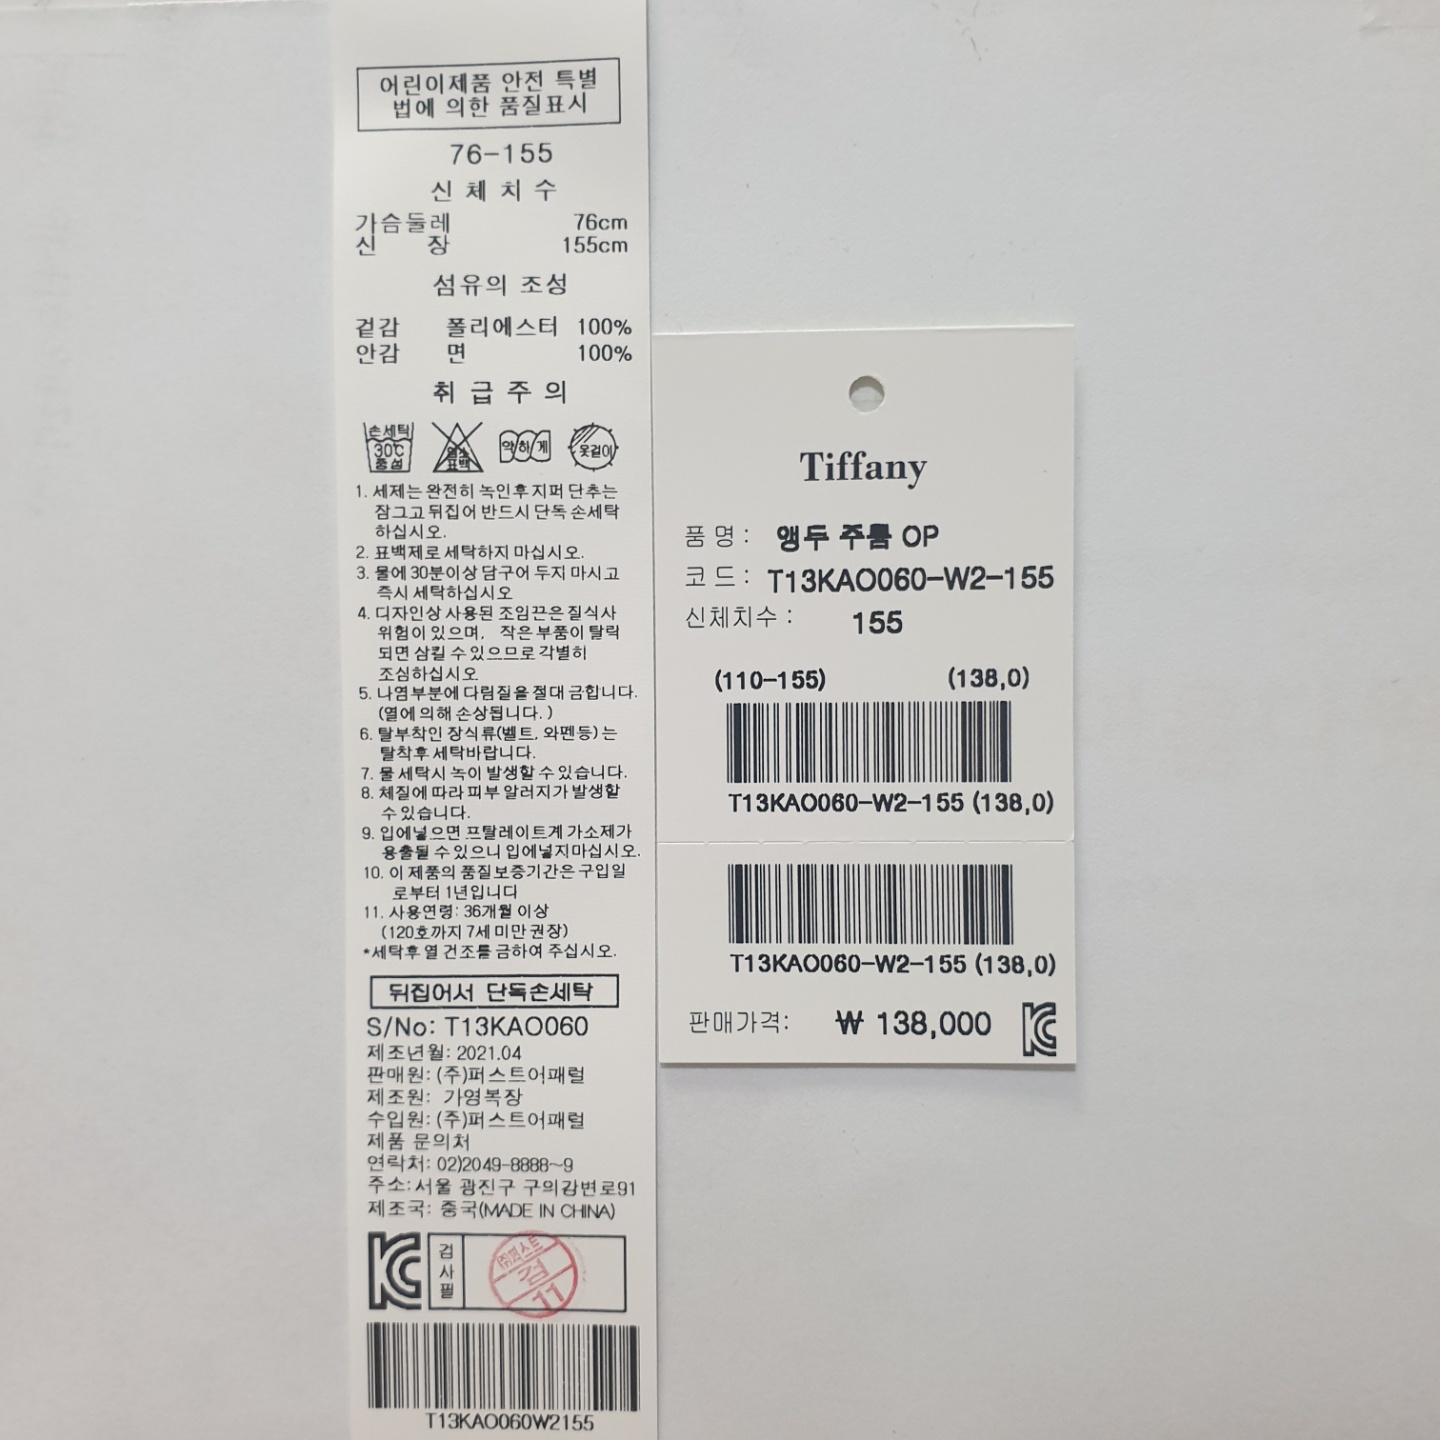 어린이제품 안전 특별
법에 의한 품질표시
76-155
신 체 치 수
가슴둘레 76cm
신 장 155cm
섬유의 조성
겉감 폴리에스터 100%
안감 면 100%
취 급 주 의
손세탁
30℃
중성
염소
표백
약하게
옷걸이
1. 세제는 완전히 녹인후 지퍼 단추는
잠그고 뒤집어 반드시 단독 손세탁
하십시오.
2. 표백제로 세탁하지 마십시오.
3. 물에 30분이상 담구어 두지 마시고
즉시 세탁하십시오
4. 디자인상 사용된 조임끈은 질식사
위험이 있으며, 작은 부품이 탈락
되면 삼킬 수 있으므로 각별히
조심하십시오
5. 나염부분에 다림질을 절대 금합니다.
(열에 의해 손상됩니다.)
6. 탈부착인 장식류(벨트, 와펜등)는
탈착후 세탁바랍니다.
7. 물 세탁시 녹이 발생할 수 있습니다.
8. 체질에 따라 피부 알러지가 발생할
수 있습니다.
9. 입에넣으면 프탈레이트계 가소제가
용출될 수 있으니 입에넣지마십시오.
10. 이 제품의 품질보증기간은 구입일
로부터 1년입니다
11. 사용연령: 36개월 이상
(120호까지 7세 미만 권장)
*세탁후 열 건조를 금하여 주십시오.
뒤집어서 단독손세탁
S/No: T13KAO060
제조년월: 2021.04
판매원: (주)퍼스트어패럴
제조원: 가영복장
수입원: (주)퍼스트어패럴
제품 문의처
연락처: 02)2049-8888~9
주소: 서울 광진구 구의강변로91
제조국: 중국(MADE IN CHINA)
KC
검사필
(주)퍼스트
검
11
T13KAO060W2155
Tiffany
품 명 : 앵두 주름 OP
코 드 : T13KAO060-W2-155
신체치수 : 155
(110-155) (138,0)
T13KAO060-W2-155 (138,0)
T13KAO060-W2-155 (138,0)
판매가격: ₩ 138,000 KC